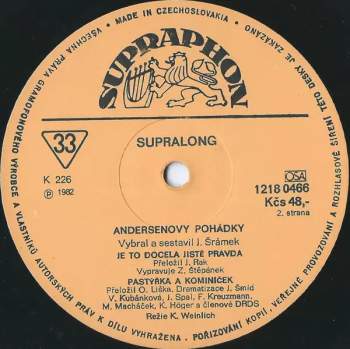 MADE IN CZECHOSLOVAKIA • VŠECHNA PRÁVA GRAMOFONOVÉHO VÝROBCE A VLASTNÍKŮ AUTORSKÝCH PRÁV K DÍLU VYHRAŽENA. POŘIZOVÁNÍ KOPIÍ, VEŘEJNÉ PROVOZOVÁNÍ A ROZHLASOVÉ ŠÍŘENÍ TÉTO DESKY JE ZAKÁZÁNO •
SUPRAPHON
SUPRALONG
33
K 226
℗ 1982
OSA
1218 0466
Kčs 48,-
2. strana
ANDERSENOVY POHÁDKY
Vybral a sestavil J. Šrámek
JE TO DOCELA JISTĚ PRAVDA
Přeložil J. Rak
Vypravuje Z. Štěpánek
PASTÝŘKA A KOMINÍČEK
Přeložil O. Liška, Dramatizace J. Šmíd
V. Kubánková, J. Spal, F. Kreuzmann,
M. Macháček, K. Höger a členové DRDS
Režie K. Weinlich